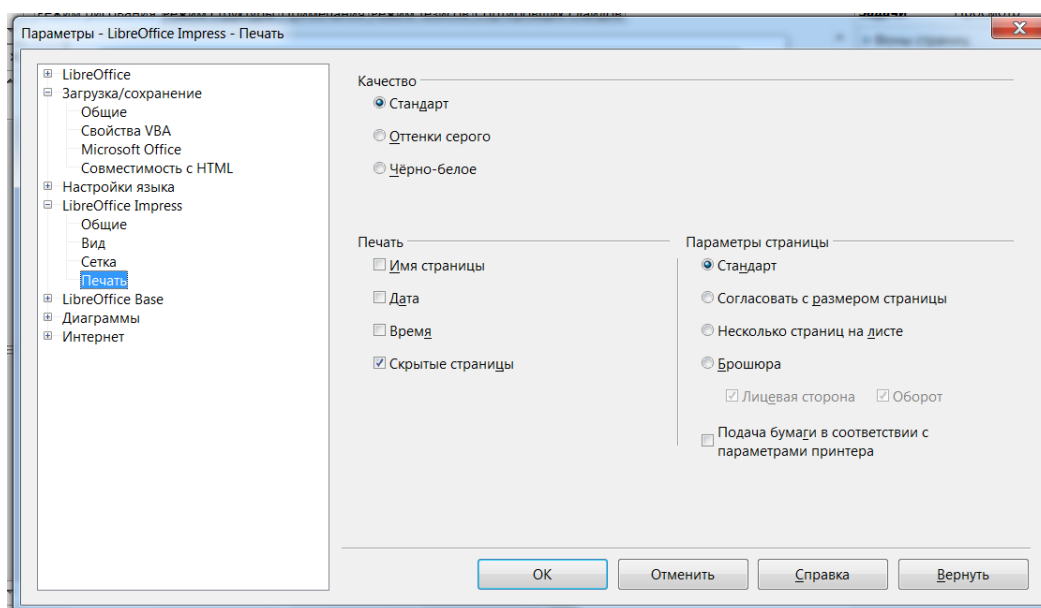 Параметры - LibreOffice Impress - Печать
LibreOffice
Загрузка/сохранение
Общие
Свойства VBA
Microsoft Office
Совместимость с HTML
Настройки языка
LibreOffice Impress
Общие
Вид
Сетка
Печать
LibreOffice Base
Диаграммы
Интернет
Качество
Стандарт
Оттенки серого
Чёрно-белое
Печать
Имя страницы
Дата
Время
Скрытые страницы
Параметры страницы
Стандарт
Согласовать с размером страницы
Несколько страниц на листе
Брошюра
Лицевая сторона Оборот
Подача бумаги в соответствии с
параметрами принтера
ОК Отменить Справка Вернуть